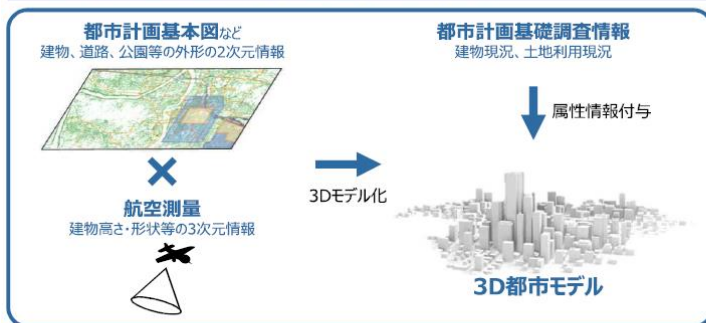 都市計画基本図など
建物、道路、公園等の外形の2次元情報
航空測量
建物高さ・形状等の3次元情報
3Dモデル化
都市計画基礎調査情報
建物現況、土地利用現況
属性情報付与
3D都市モデル